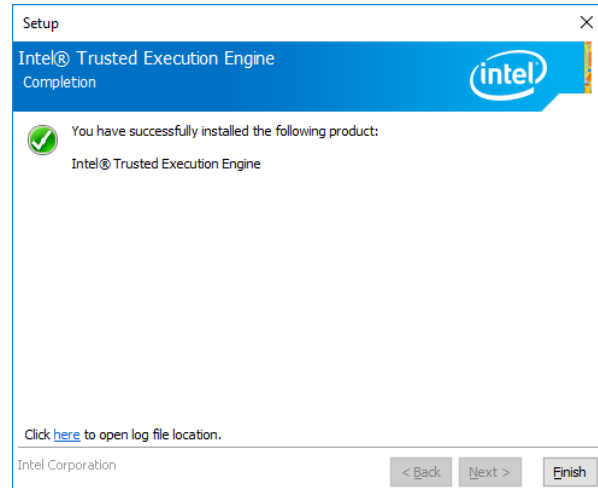 Setup
Intel® Trusted Execution Engine
Completion
intel
You have successfully installed the following product:
Intel® Trusted Execution Engine
Click here to open log file location.
Intel Corporation
< Back Next > Finish